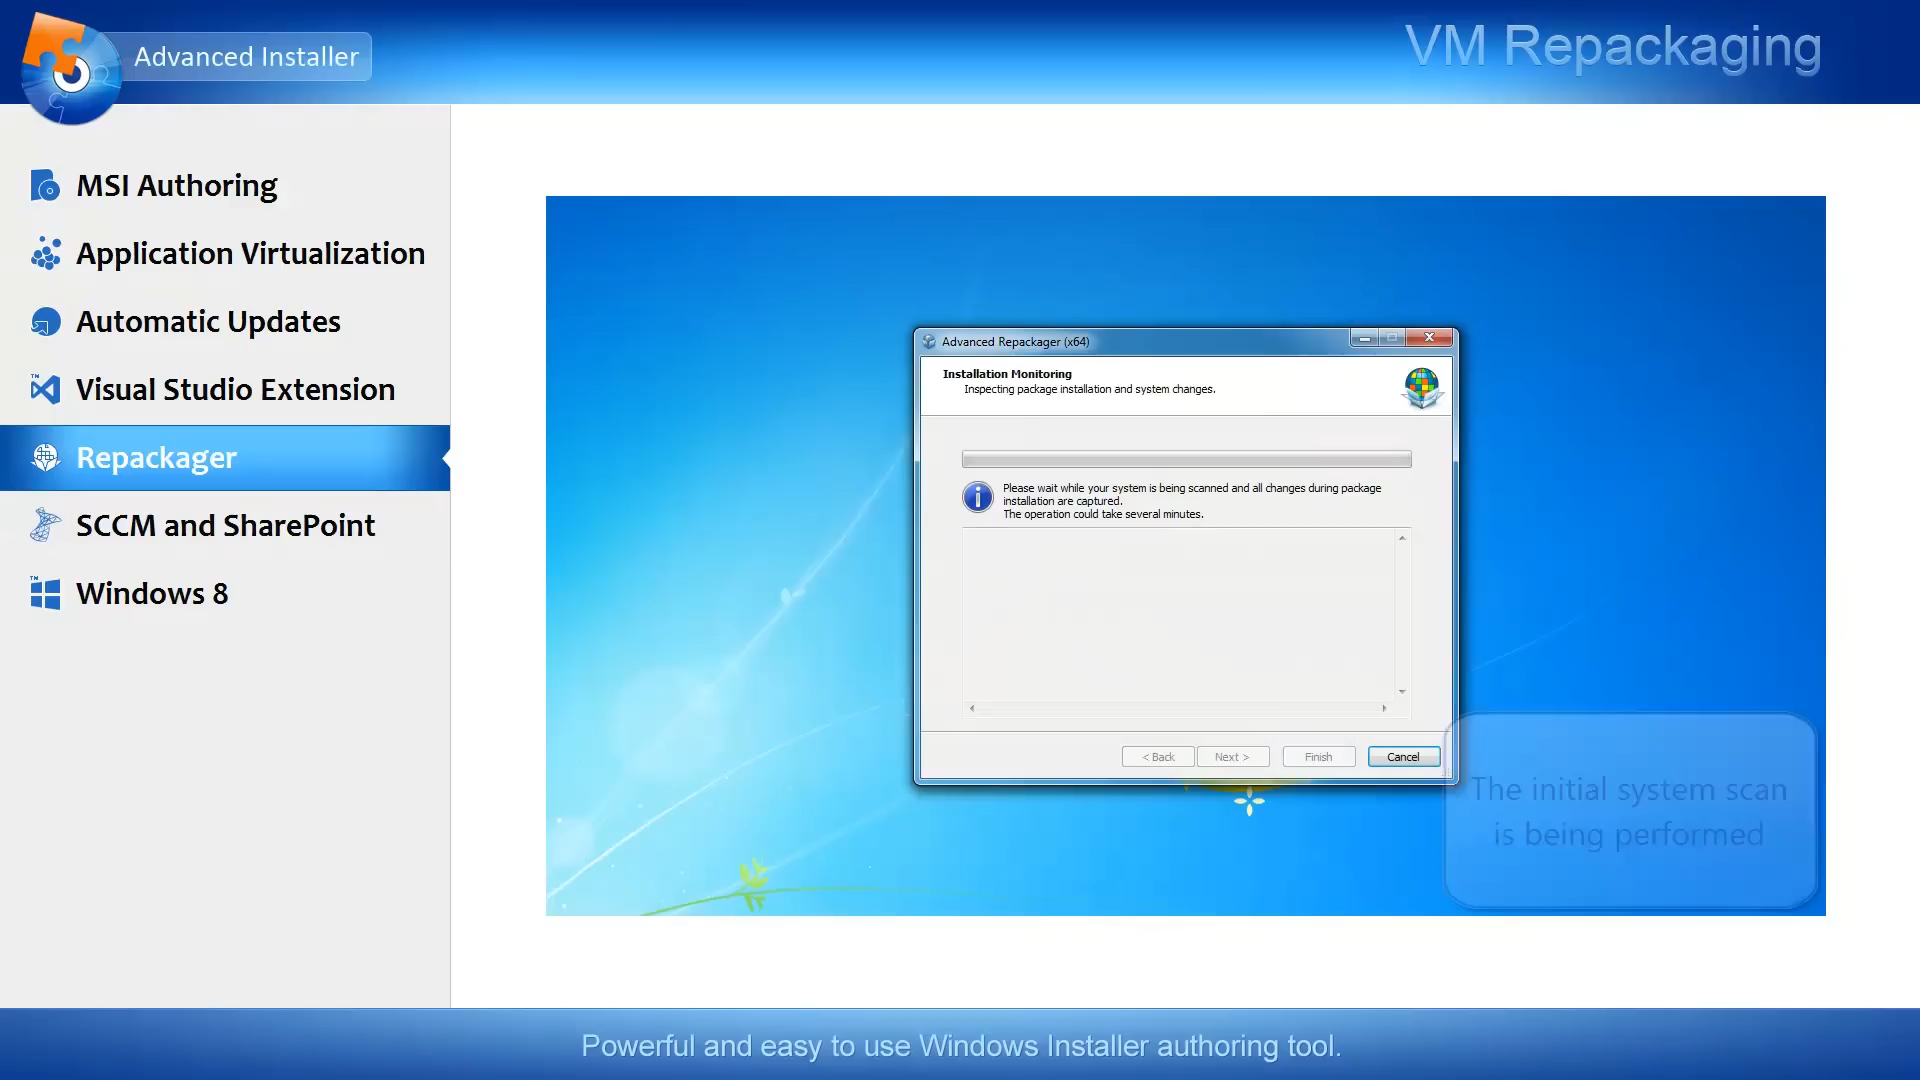 Advanced Installer
VM Repackaging
MSI Authoring
Application Virtualization
Automatic Updates
Visual Studio Extension
Repackager
SCCM and SharePoint
Windows 8
Advanced Repackager (x64)
Installation Monitoring
Inspecting package installation and system changes.
Please wait while your system is being scanned and all changes during package
installation are captured.
The operation could take several minutes.
< Back
Next >
Finish
Cancel
The initial system scan
is being performed
Powerful and easy to use Windows Installer authoring tool.